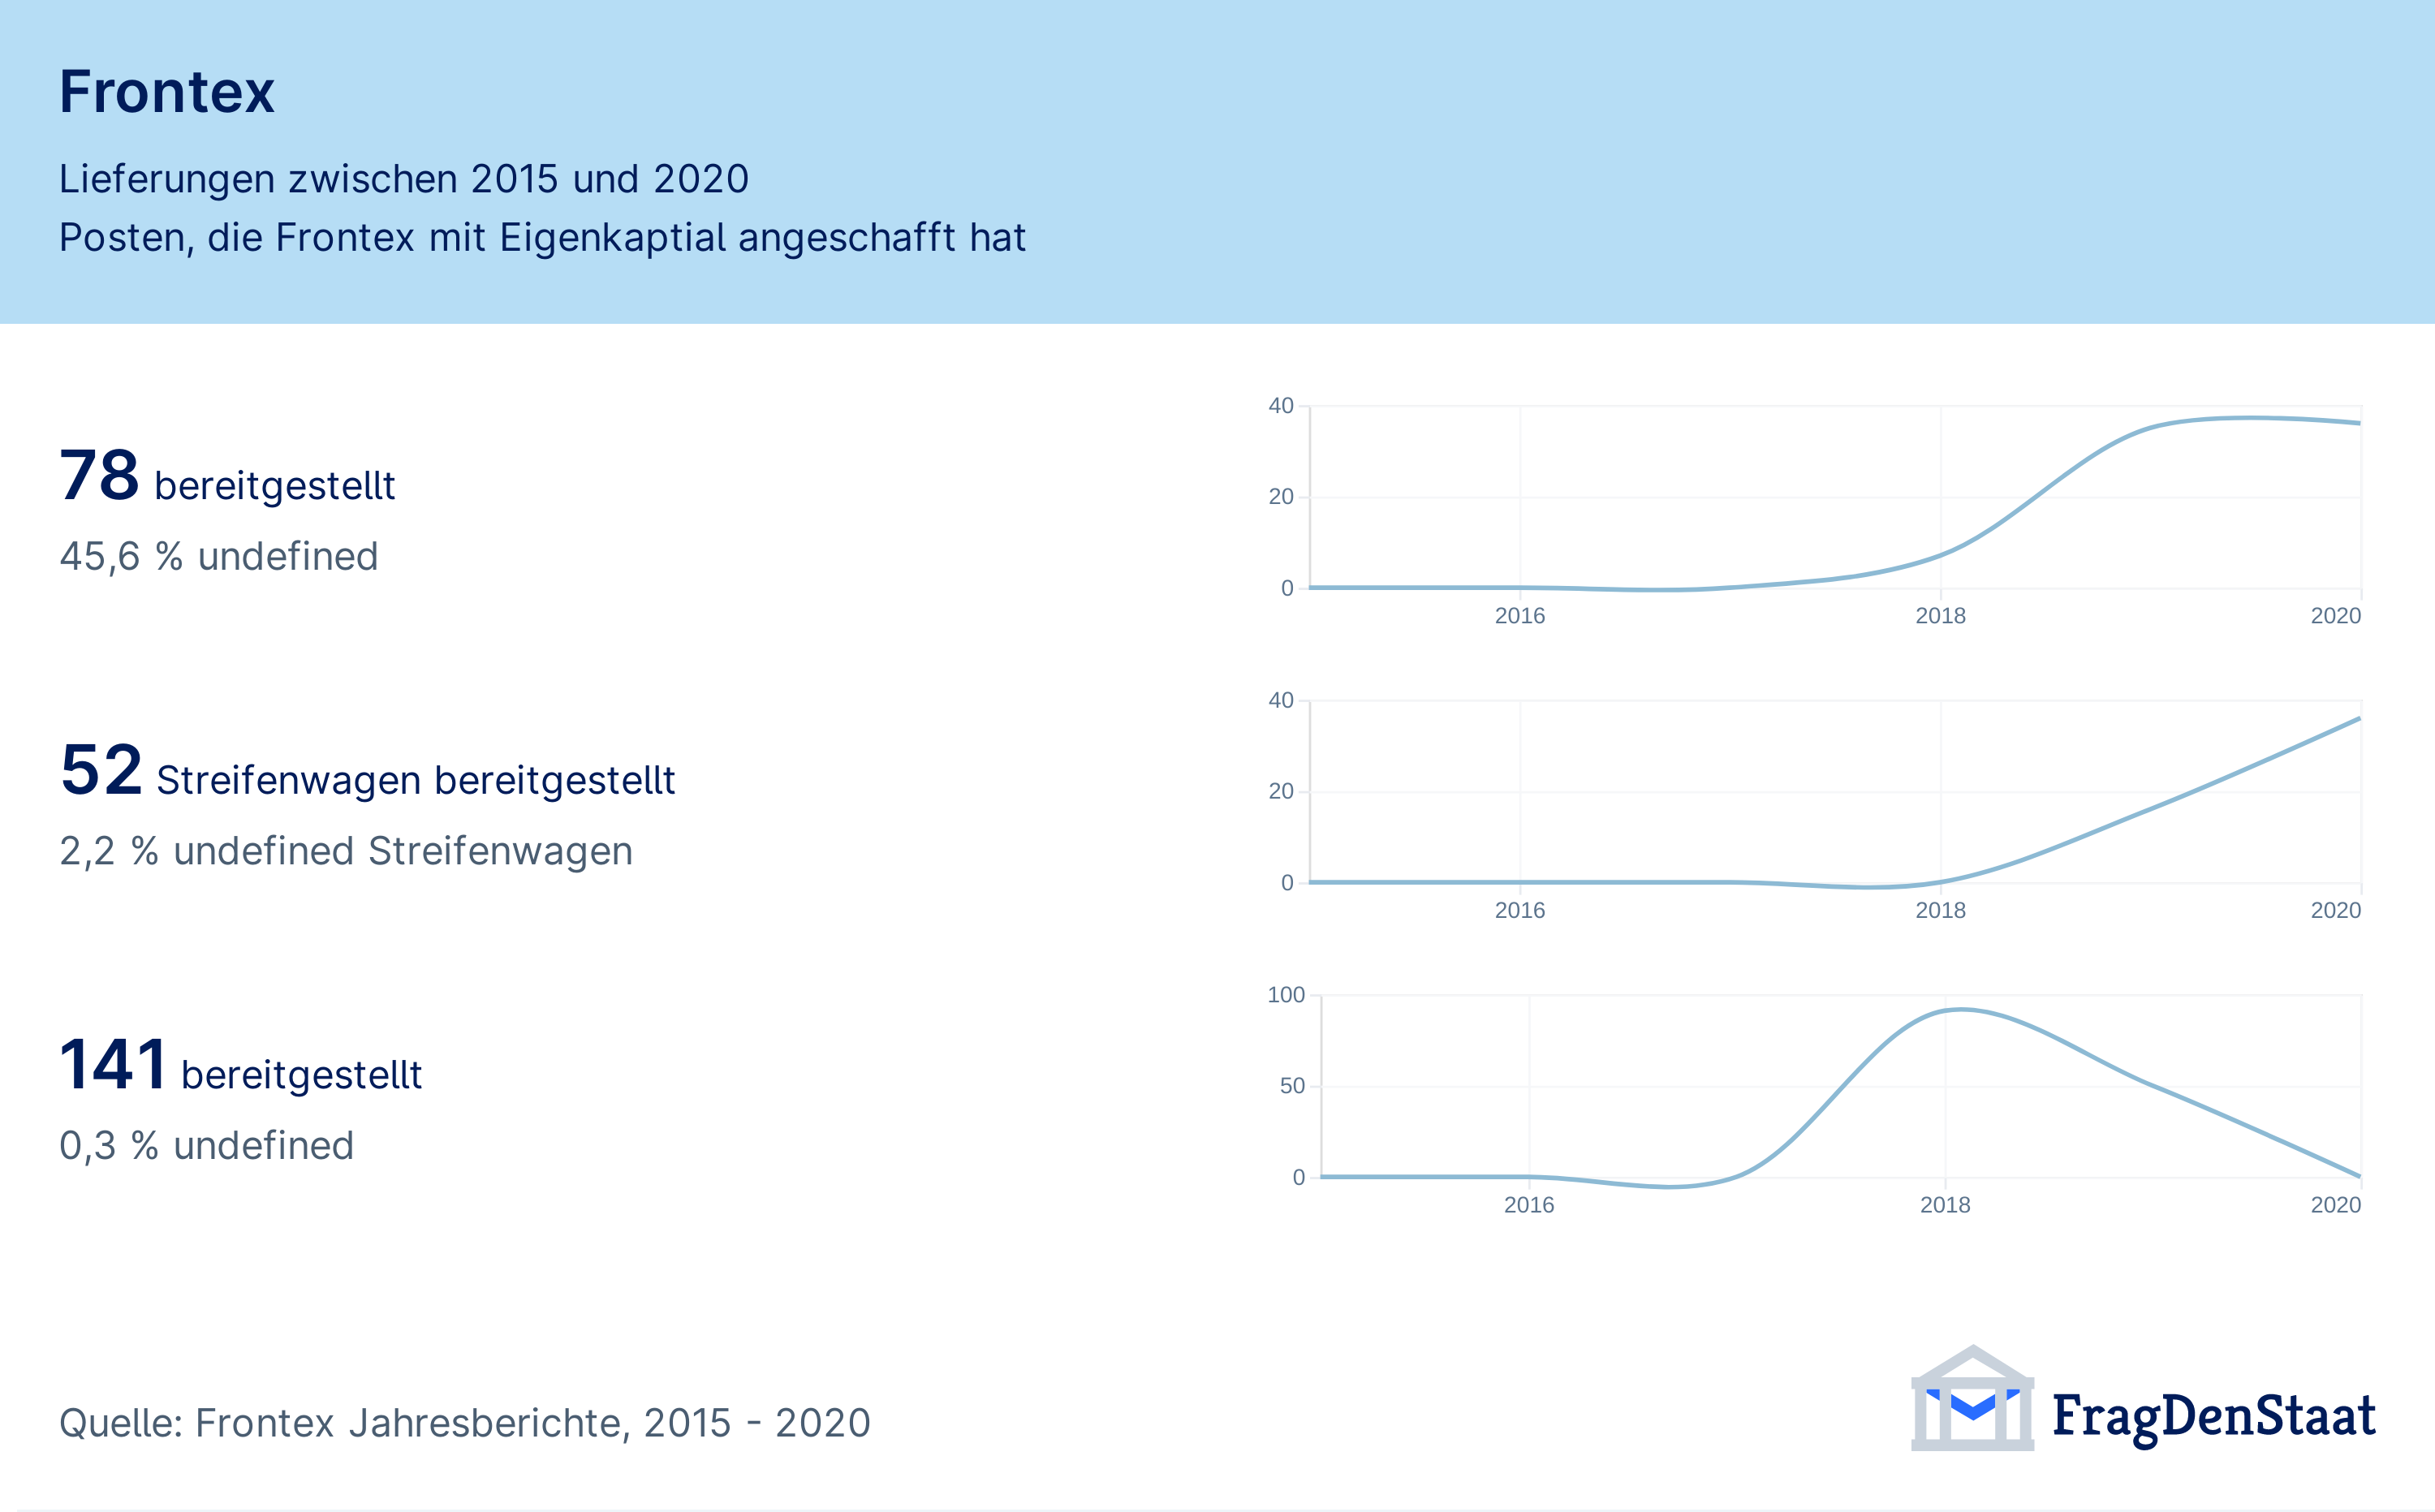 Frontex
Lieferungen zwischen 2015 und 2020
Posten, die Frontex mit Eigenkaptial angeschafft hat
78 bereitgestellt
45,6 % undefined
40
20
0
2016 2018 2020
52 Streifenwagen bereitgestellt
2,2 % undefined Streifenwagen
40
20
0
2016 2018 2020
141 bereitgestellt
0,3 % undefined
100
50
0
2016 2018 2020
Quelle: Frontex Jahresberichte, 2015 - 2020
FragDenStaat